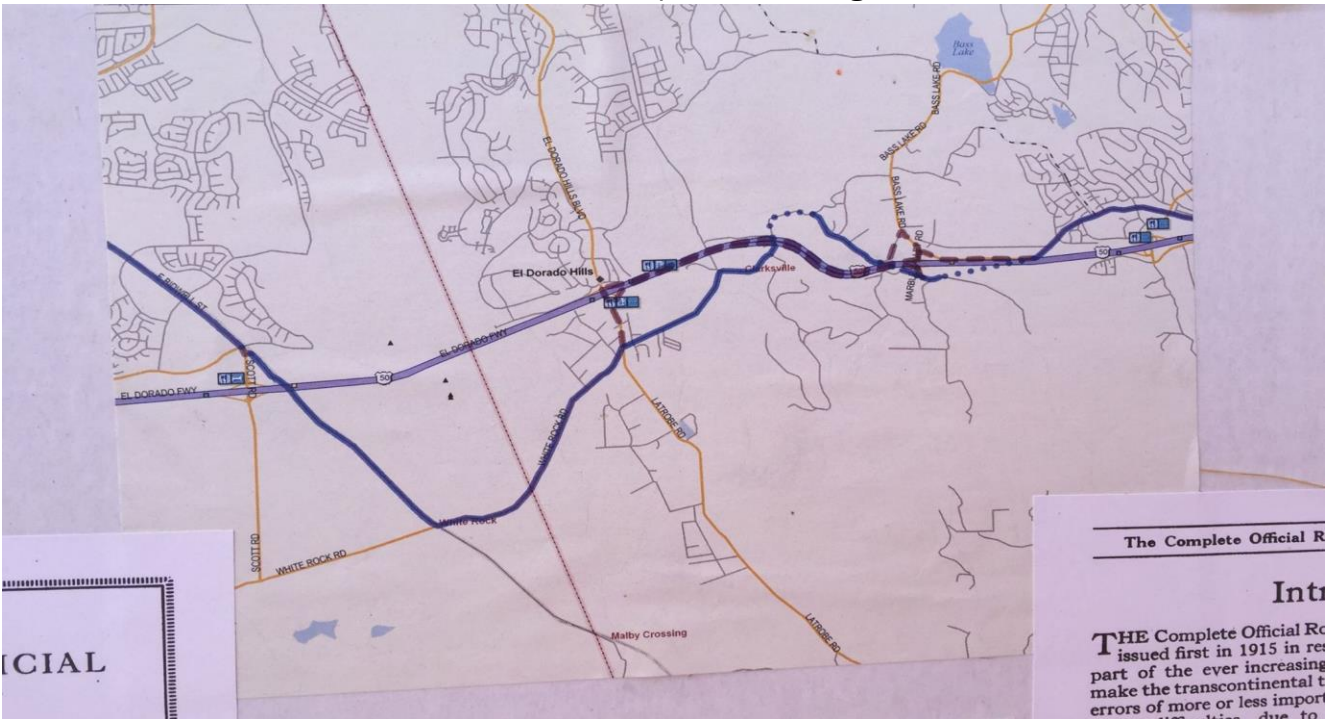 Bass
Lake
BASS LAKE RD
BASS LAKE RD
BASS LAKE RD
EL DORADO HILLS BLVD
El Dorado Hills
Clarksville
E BIDWELL ST
SCOTT RD
EL DORADO FWY
50
EL DORADO FWY
50
WHITE ROCK RD
LATROBE RD
White Rock
SCOTT RD
WHITE ROCK RD
Malby Crossing
LATROBE RD
ICIAL
The Complete Official R
Intr
THE Complete Official Ro
issued first in 1915 in res
part of the ever increasing
make the transcontinental t
errors of more or less import
due to